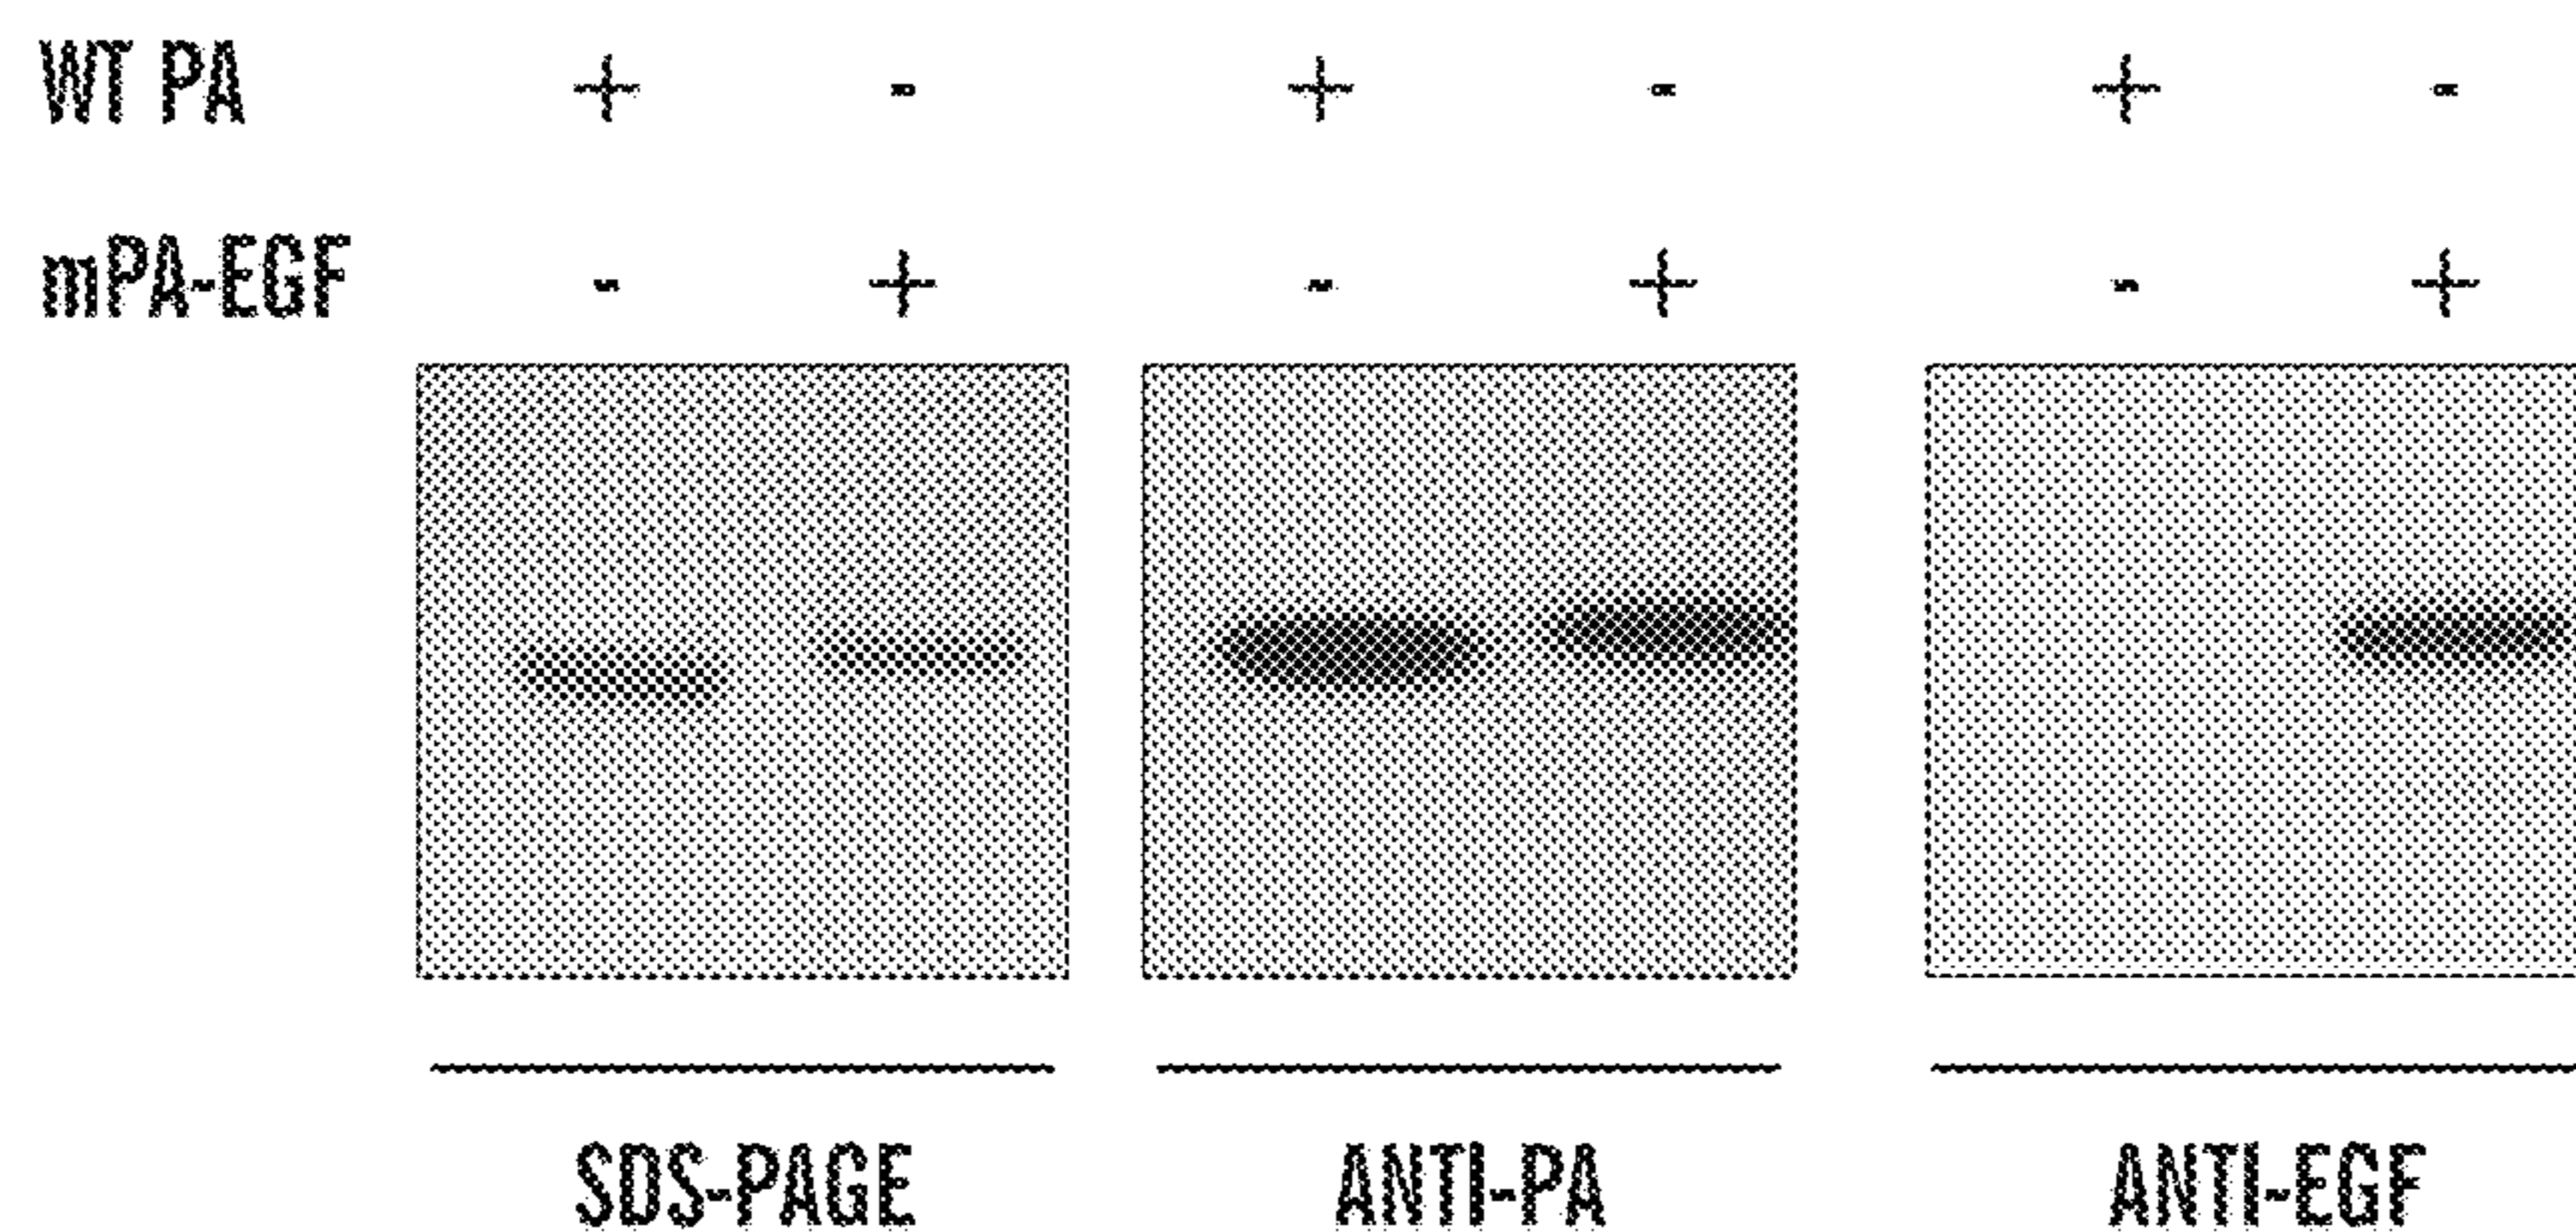 WT PA + - + - + -
mPA-EGF - + - + - +
SDS-PAGE ANTI-PA ANTI-EGF